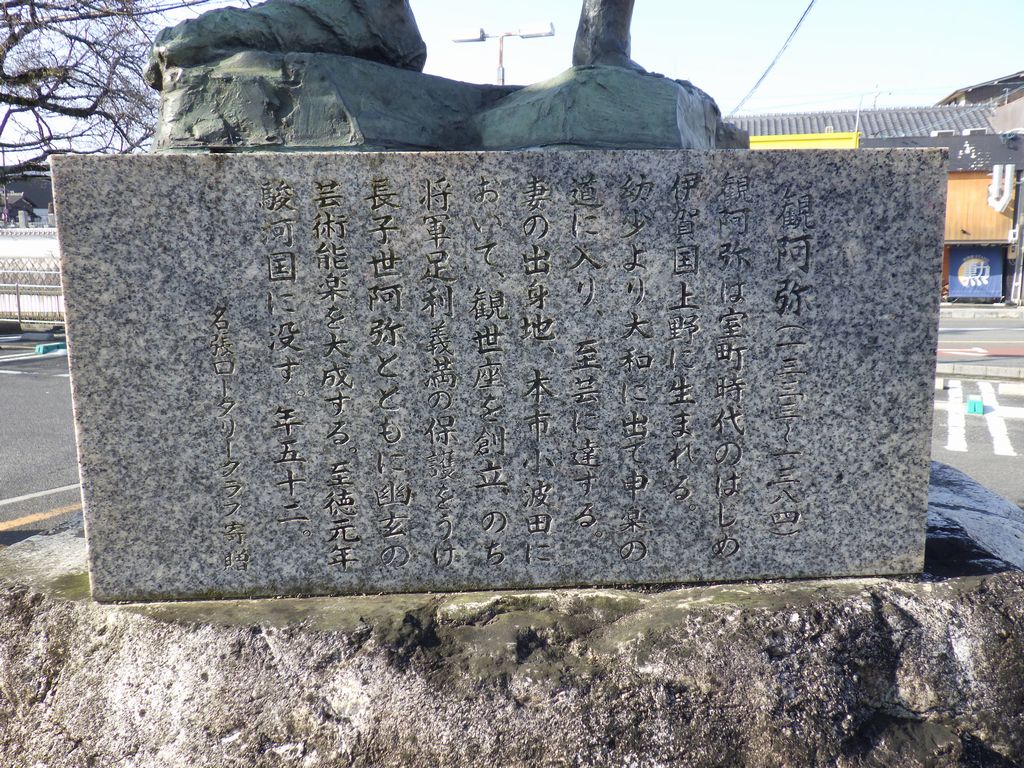 観阿弥(一三三三〜一三八四)
観阿弥は室町時代のはじめ
伊賀国上野に生まれる。
幼少より大和に出て申楽の
道に入り、至芸に達する。
妻の出身地、本市小波田に
おいて、観世座を創立、のち
将軍足利義満の保護をうけ
長子世阿弥とともに幽玄の
芸術能楽を大成する。至徳元年
駿河国に没す。年五十二。
名張ロータリークラブ寄贈